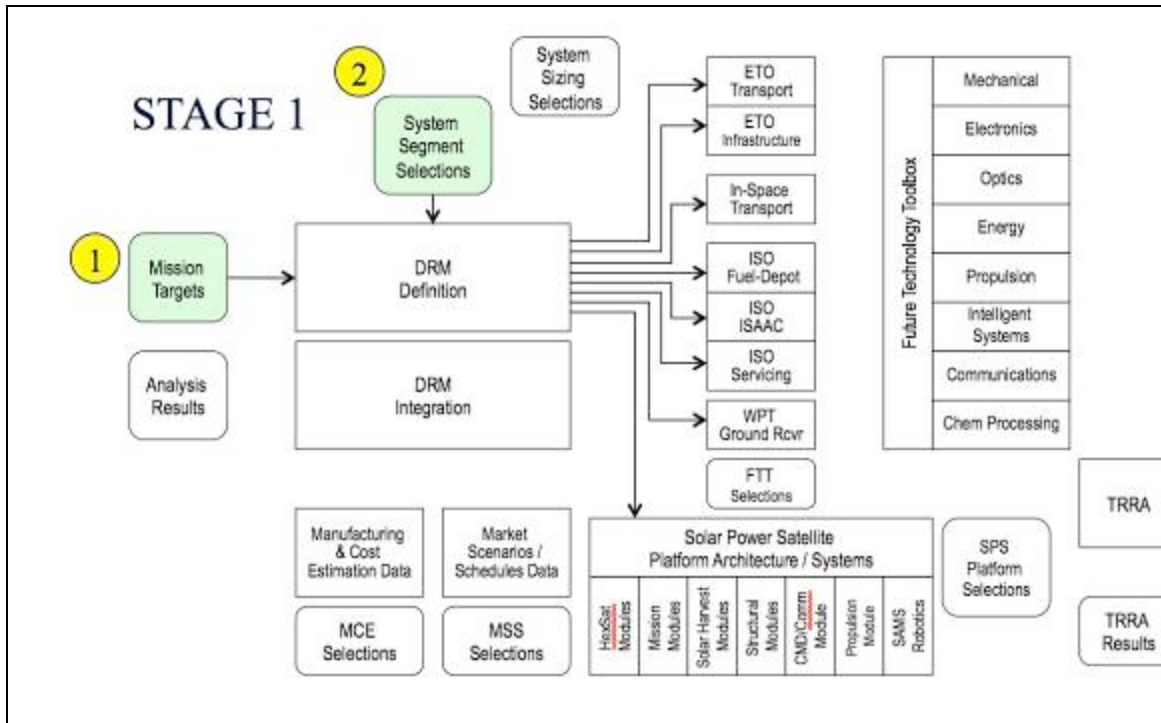 STAGE 1
2
System
Segment
Selections
System
Sizing
Selections
1
Mission
Targets
DRM
Definition
Analysis
Results
DRM
Integration
ETO
Transport
ETO
Infrastructure
In-Space
Transport
ISO
Fuel-Depot
ISO
ISAAC
ISO
Servicing
WPT
Ground Rcvr
FTT
Selections
Future Technology Toolbox
Mechanical
Electronics
Optics
Energy
Propulsion
Intelligent
Systems
Communications
Chem Processing
TRRA
Manufacturing
& Cost
Estimation Data
Market
Scenarios /
Schedules Data
MCE
Selections
MSS
Selections
Solar Power Satellite
Platform Architecture / Systems
HexSat
Modules
Mission
Modules
Solar Harvest
Modules
Structural
Modules
CMD/Comm
Module
Propulsion
Module
SAMS
Robotics
SPS
Platform
Selections
TRRA
Results